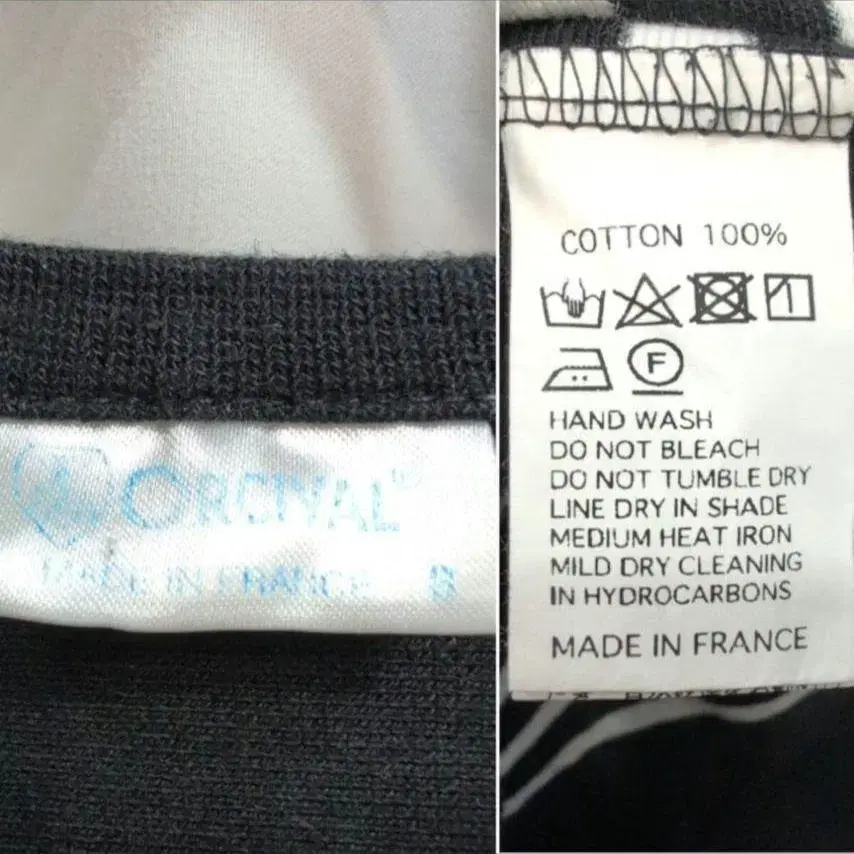 ORCIVAL
MADE IN FRANCE
COTTON 100%
F
HAND WASH
DO NOT BLEACH
DO NOT TUMBLE DRY
LINE DRY IN SHADE
MEDIUM HEAT IRON
MILD DRY CLEANING
IN HYDROCARBONS
MADE IN FRANCE